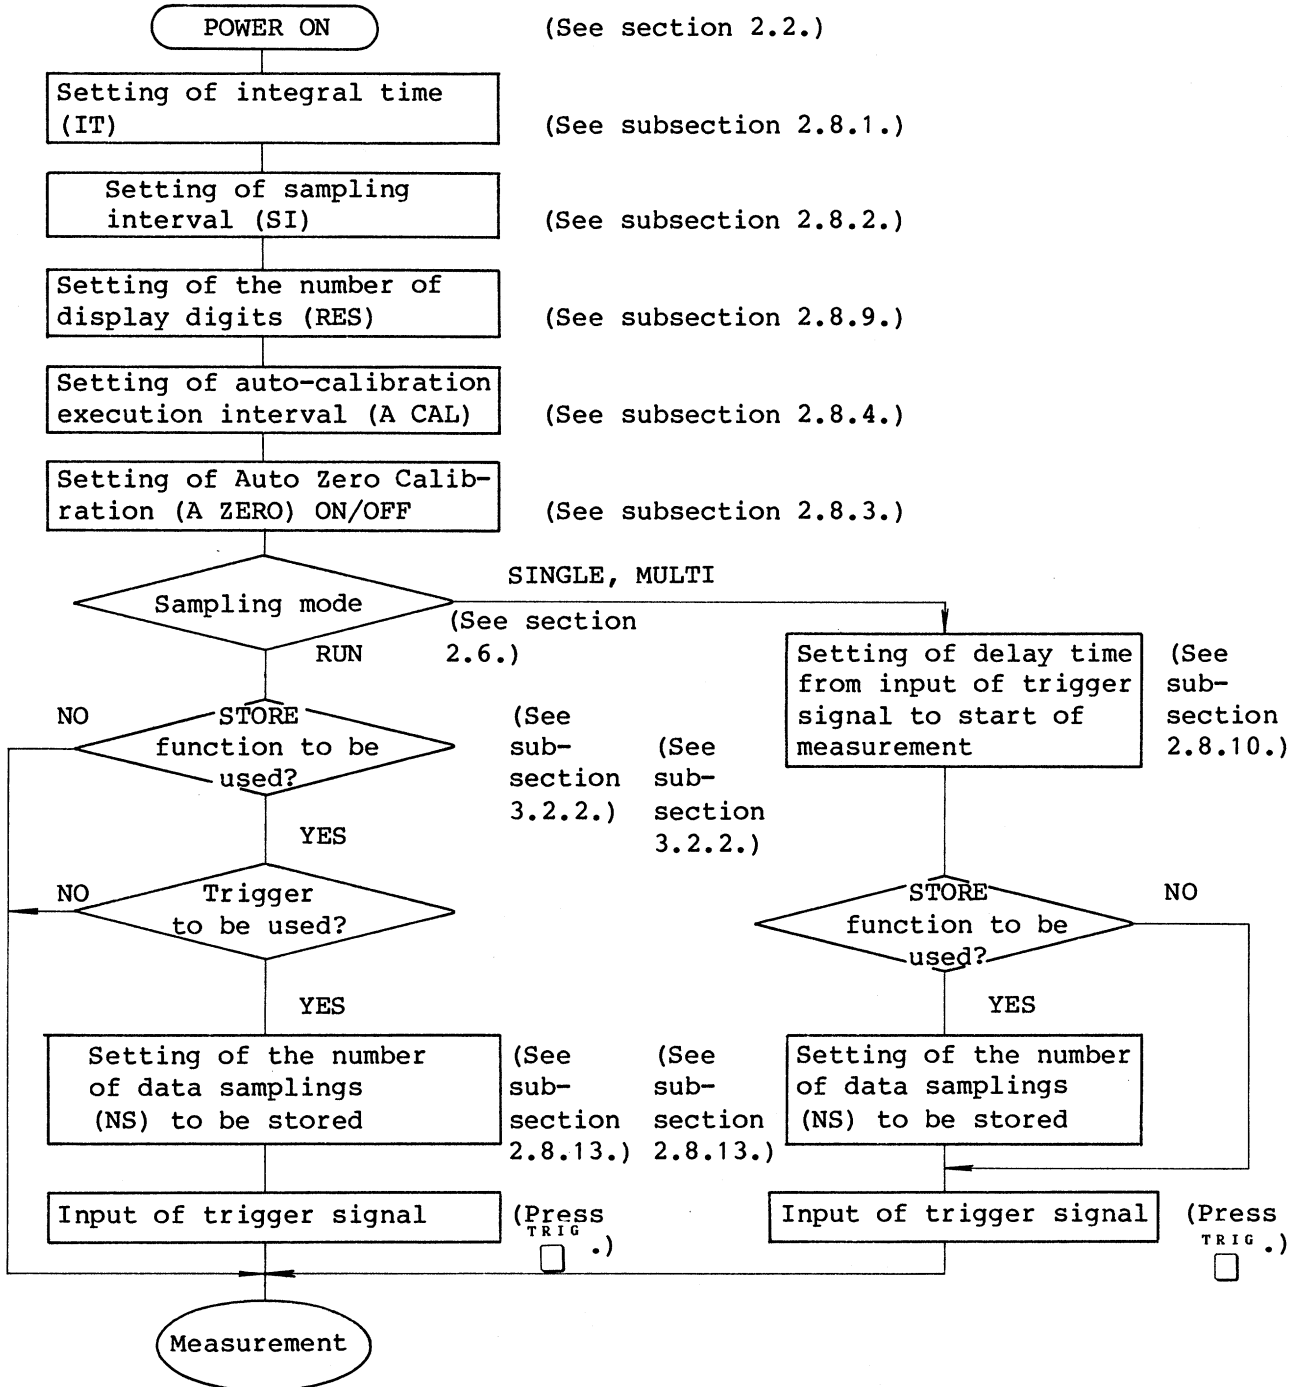 POWER ON
(See section 2.2.)
Setting of integral time
(IT)
(See subsection 2.8.1.)
Setting of sampling
interval (SI)
(See subsection 2.8.2.)
Setting of the number of
display digits (RES)
(See subsection 2.8.9.)
Setting of auto-calibration
execution interval (A CAL)
(See subsection 2.8.4.)
Setting of Auto Zero Calib-
ration (A ZERO) ON/OFF
(See subsection 2.8.3.)
Sampling mode
SINGLE, MULTI
(See section
2.6.)
RUN
NO
STORE
function to be
used?
(See
sub-
section
3.2.2.)
YES
NO
Trigger
to be used?
YES
Setting of the number
of data samplings
(NS) to be stored
(See
sub-
section
2.8.13.)
Input of trigger signal
(Press
TRIG
.)
Setting of delay time
from input of trigger
signal to start of
measurement
(See
sub-
section
2.8.10.)
(See
sub-
section
3.2.2.)
STORE
function to be
used?
NO
YES
(See
sub-
section
2.8.13.)
Setting of the number
of data samplings
(NS) to be stored
Input of trigger signal
(Press
TRIG
.)
Measurement